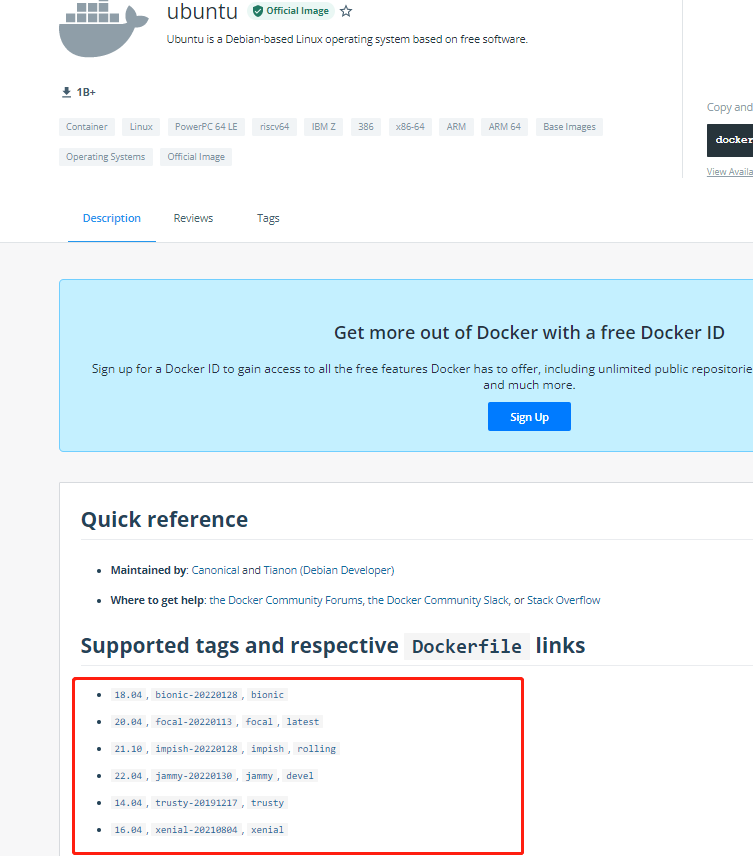 ubuntu Official Image
Ubuntu is a Debian-based Linux operating system based on free software.
1B+
Container Linux PowerPC 64 LE riscv64 IBM Z 386 x86-64 ARM ARM 64 Base Images
Operating Systems Official Image
Copy and
docker
View Availa
Description Reviews Tags
Get more out of Docker with a free Docker ID
Sign up for a Docker ID to gain access to all the free features Docker has to offer, including unlimited public repositorie
and much more.
Sign Up
Quick reference
• Maintained by: Canonical and Tianon (Debian Developer)
• Where to get help: the Docker Community Forums, the Docker Community Slack, or Stack Overflow
Supported tags and respective Dockerfile links
• 18.04, bionic-20220128, bionic
• 20.04, focal-20220113, focal, latest
• 21.10, impish-20220128, impish, rolling
• 22.04, jammy-20220130, jammy, devel
• 14.04, trusty-20191217, trusty
• 16.04, xenial-20210804, xenial